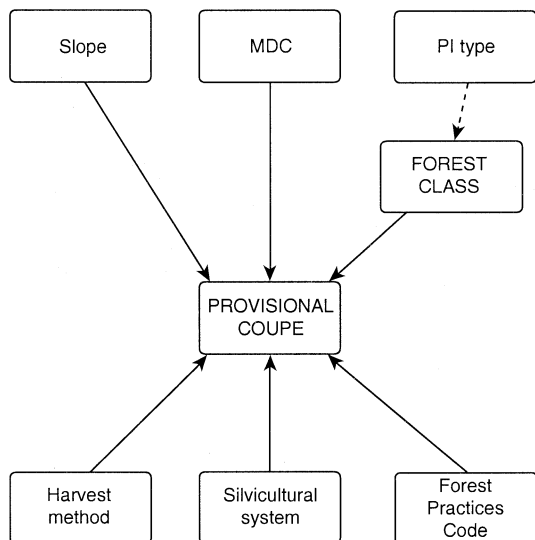 Slope
MDC
PI type
FOREST
CLASS
PROVISIONAL
COUPE
Harvest
method
Silvicultural
system
Forest
Practices
Code